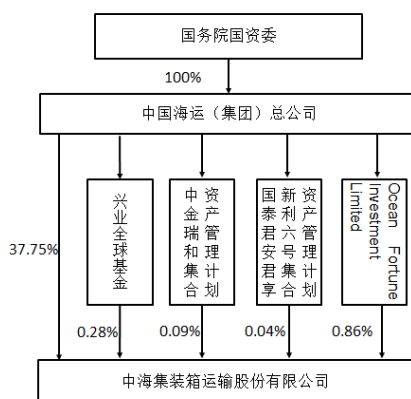 国务院国资委
100%
中国海运（集团）总公司
兴业全球基金
资产管理计划
中金瑞和集合
资产管理计划
新利六号集合
国泰君安君享
Ocean Fortune
Investment
Limited
37.75%
0.28%
0.09%
0.04%
0.86%
中海集装箱运输股份有限公司